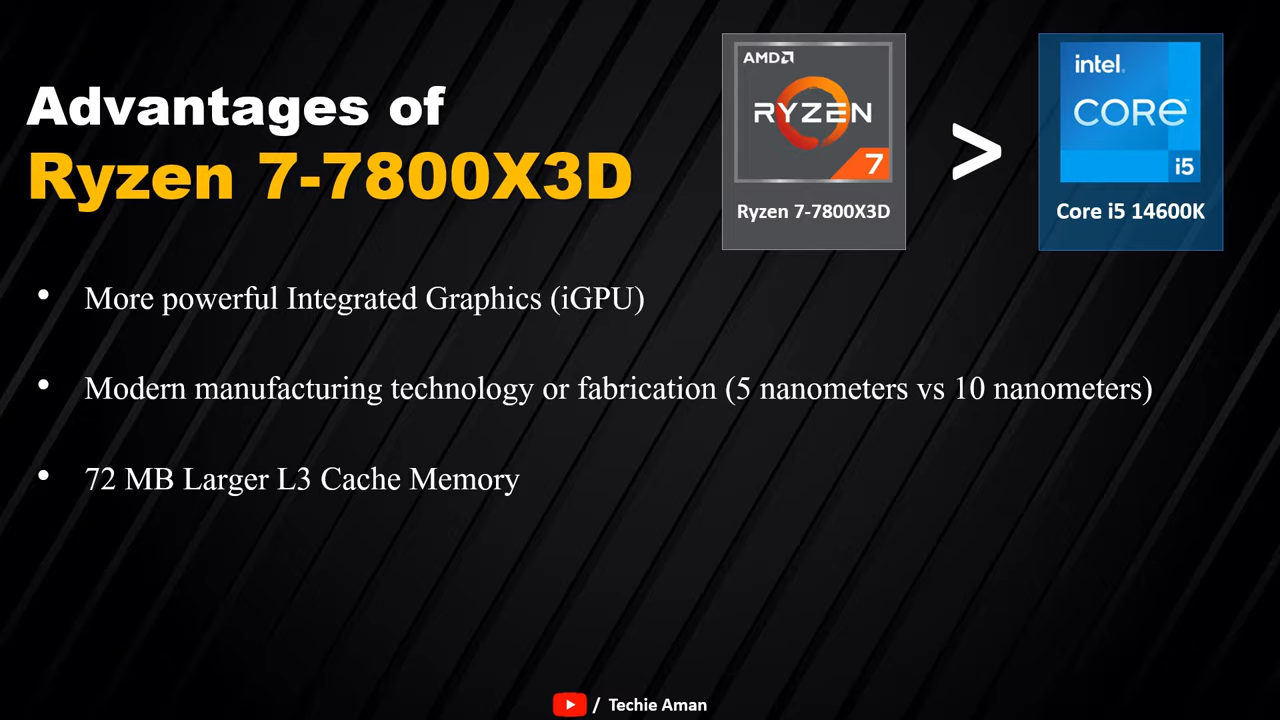 Advantages of
Ryzen 7-7800X3D
AMD
RYZEN
7
Ryzen 7-7800X3D
>
intel.
CORE™
i5
Core i5 14600K
• More powerful Integrated Graphics (iGPU)
• Modern manufacturing technology or fabrication (5 nanometers vs 10 nanometers)
• 72 MB Larger L3 Cache Memory
/ Techie Aman